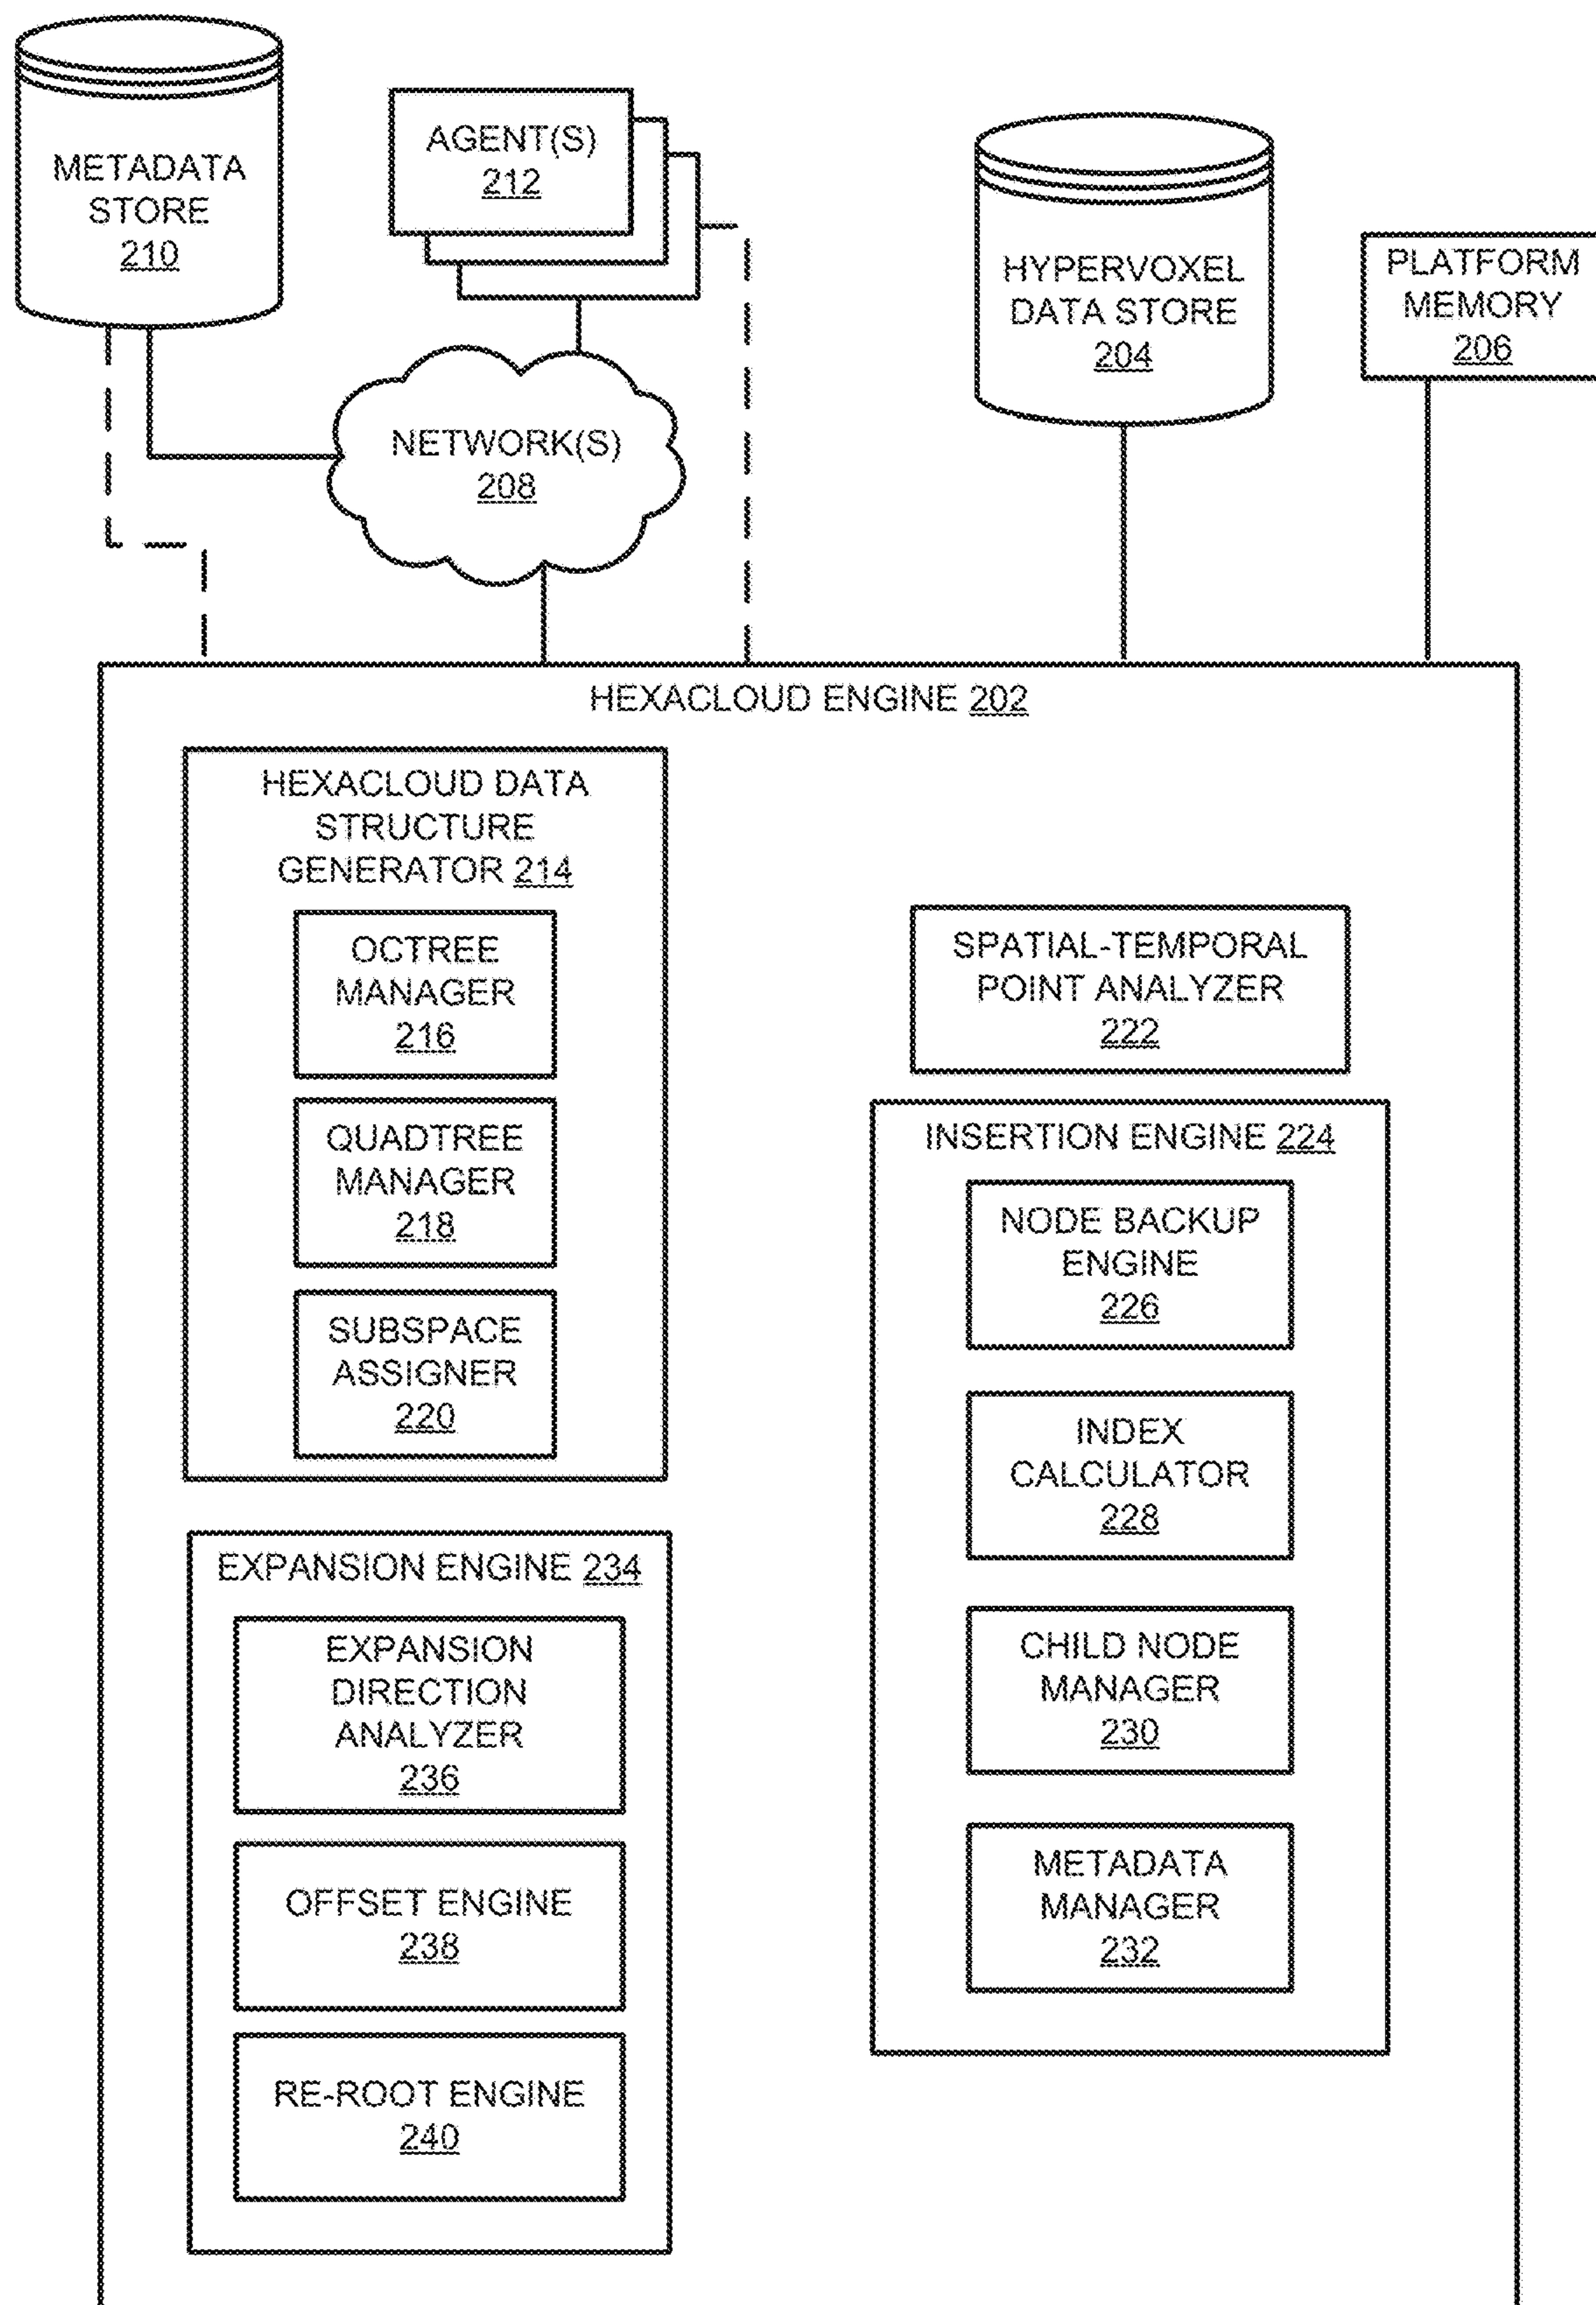 METADATA
STORE
210
AGENT(S)
212
HYPERVOXEL
DATA STORE
204
PLATFORM
MEMORY
206
NETWORK(S)
208
HEXACLOUD ENGINE 202
HEXACLOUD DATA
STRUCTURE
GENERATOR 214
OCTREE
MANAGER
216
QUADTREE
MANAGER
218
SUBSPACE
ASSIGNER
220
SPATIAL-TEMPORAL
POINT ANALYZER
222
INSERTION ENGINE 224
NODE BACKUP
ENGINE
226
INDEX
CALCULATOR
228
CHILD NODE
MANAGER
230
METADATA
MANAGER
232
EXPANSION ENGINE 234
EXPANSION
DIRECTION
ANALYZER
236
OFFSET ENGINE
238
RE-ROOT ENGINE
240